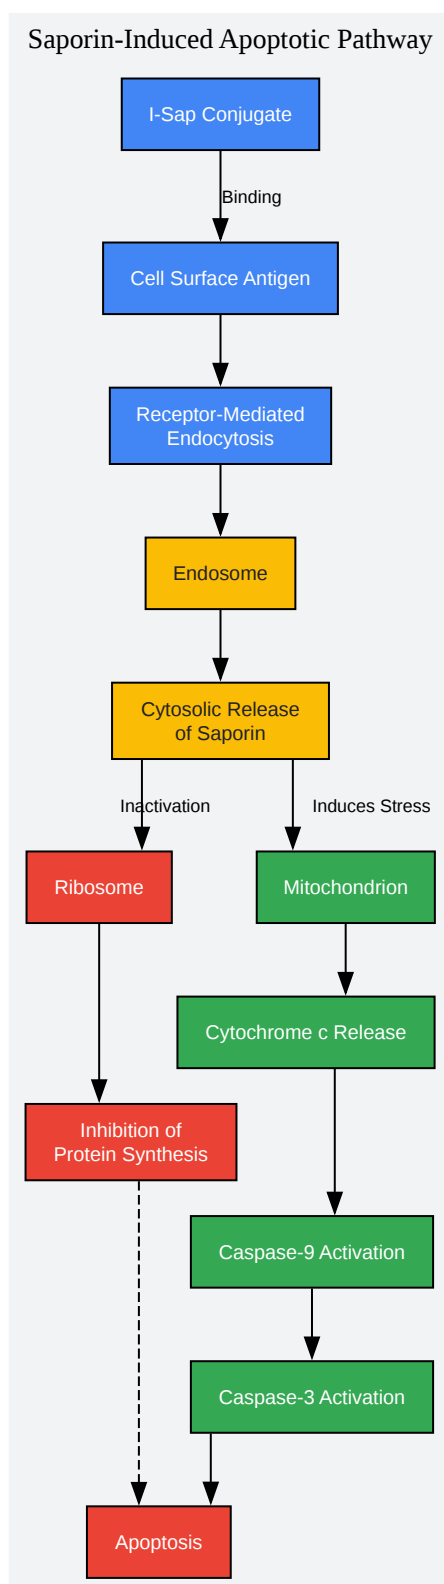 Saporin-Induced Apoptotic Pathway
I-Sap Conjugate
Binding
Cell Surface Antigen
Receptor-Mediated
Endocytosis
Endosome
Cytosolic Release
of Saporin
Inactivation
Induces Stress
Ribosome
Mitochondrion
Cytochrome c Release
Inhibition of
Protein Synthesis
Caspase-9 Activation
Caspase-3 Activation
Apoptosis